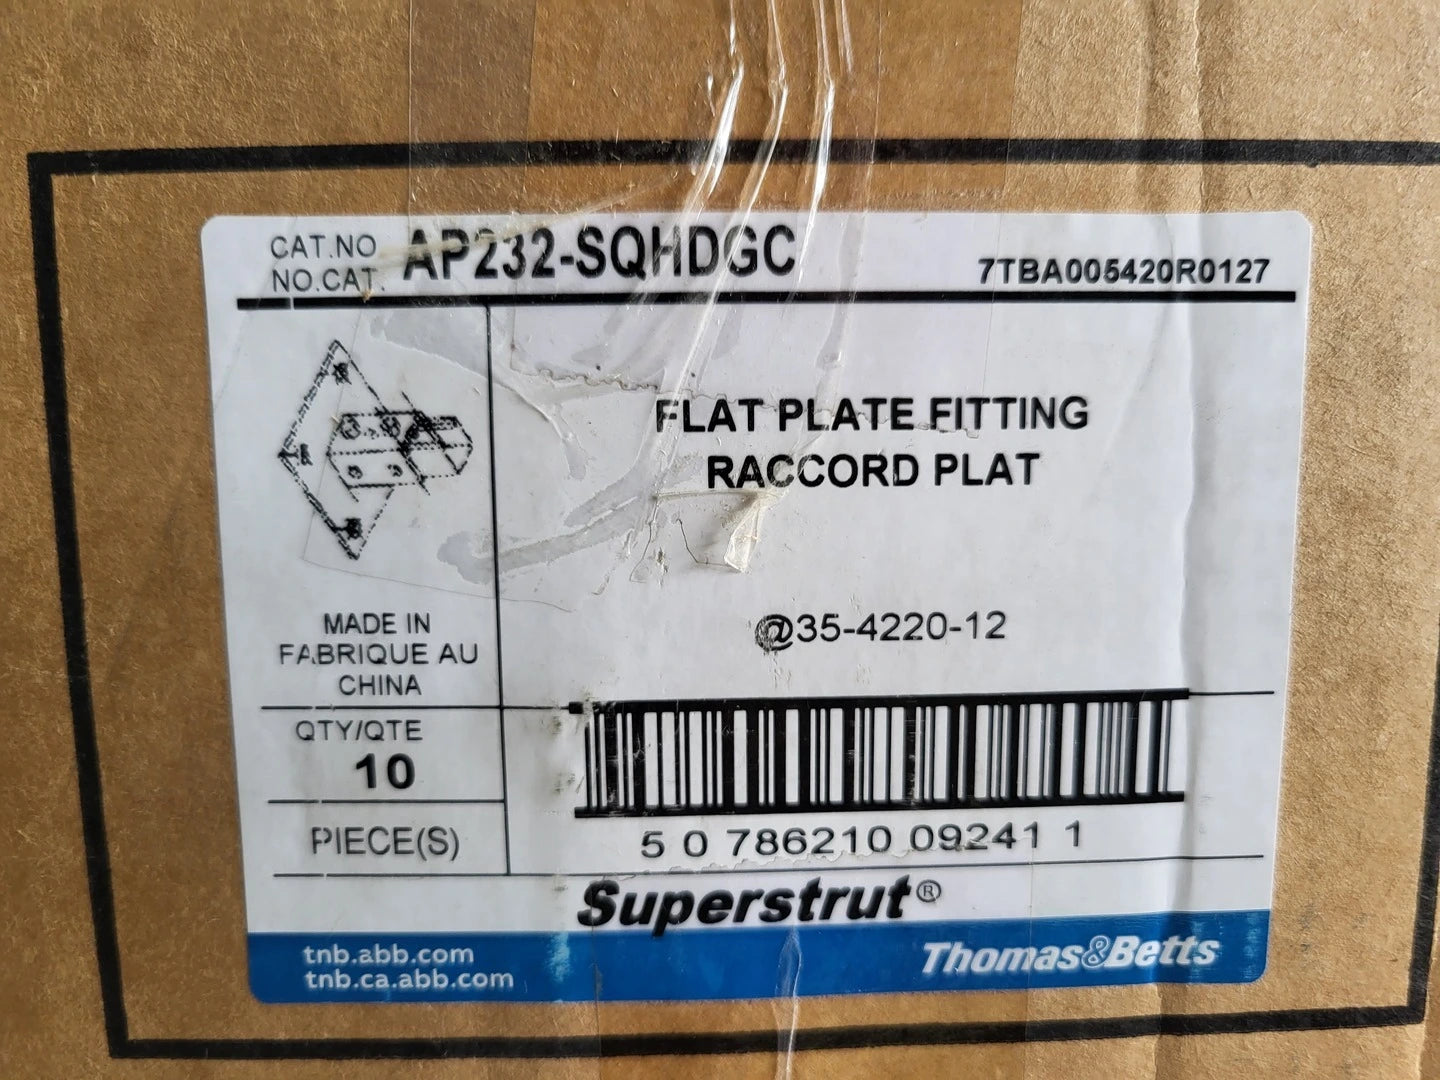 CAT.NO
NO.CAT.
AP232-SQHDGC
7TBA005420R0127
FLAT PLATE FITTING
RACCORD PLAT
@35-4220-12
MADE IN
FABRIQUE AU
CHINA
QTY/QTE
10
PIECE(S)
5 0 786210 09241 1
Superstrut®
tnb.abb.com
tnb.ca.abb.com
Thomas&Betts